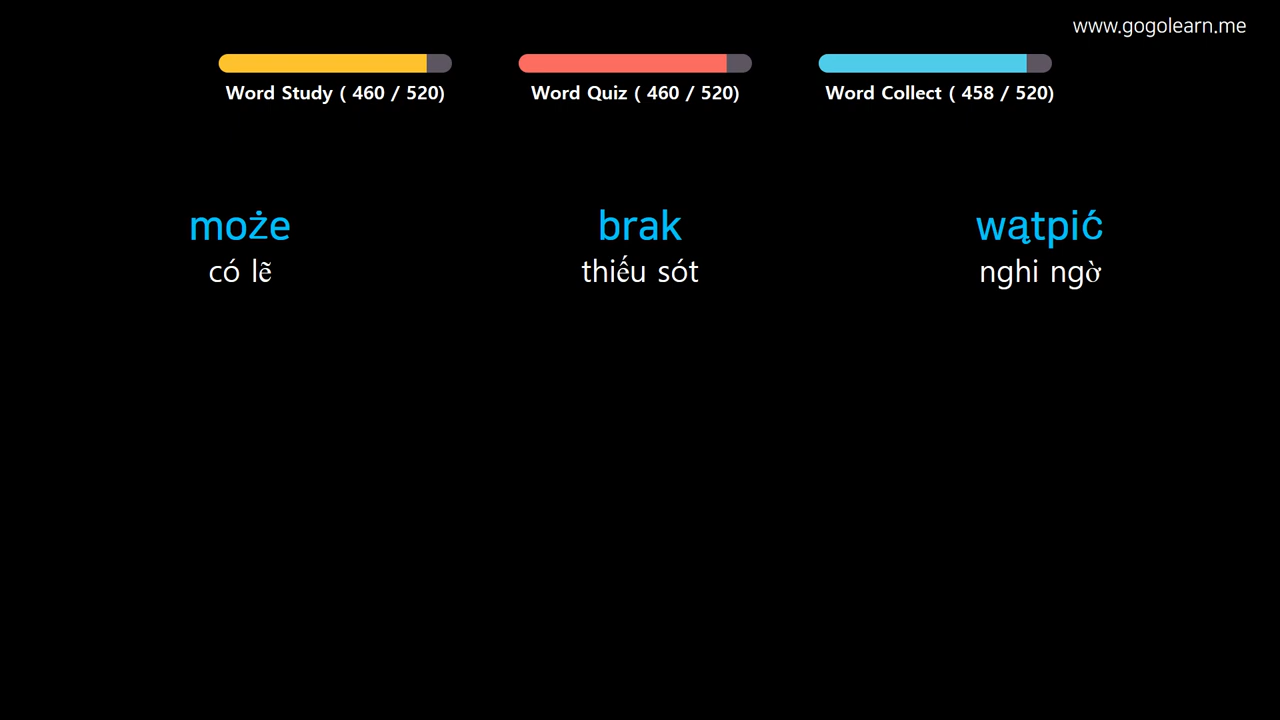 www.gogolearn.me
Word Study ( 460 / 520)
Word Quiz ( 460 / 520)
Word Collect ( 458 / 520)
może
brak
wątpić
có lẽ
thiếu sót
nghi ngờ